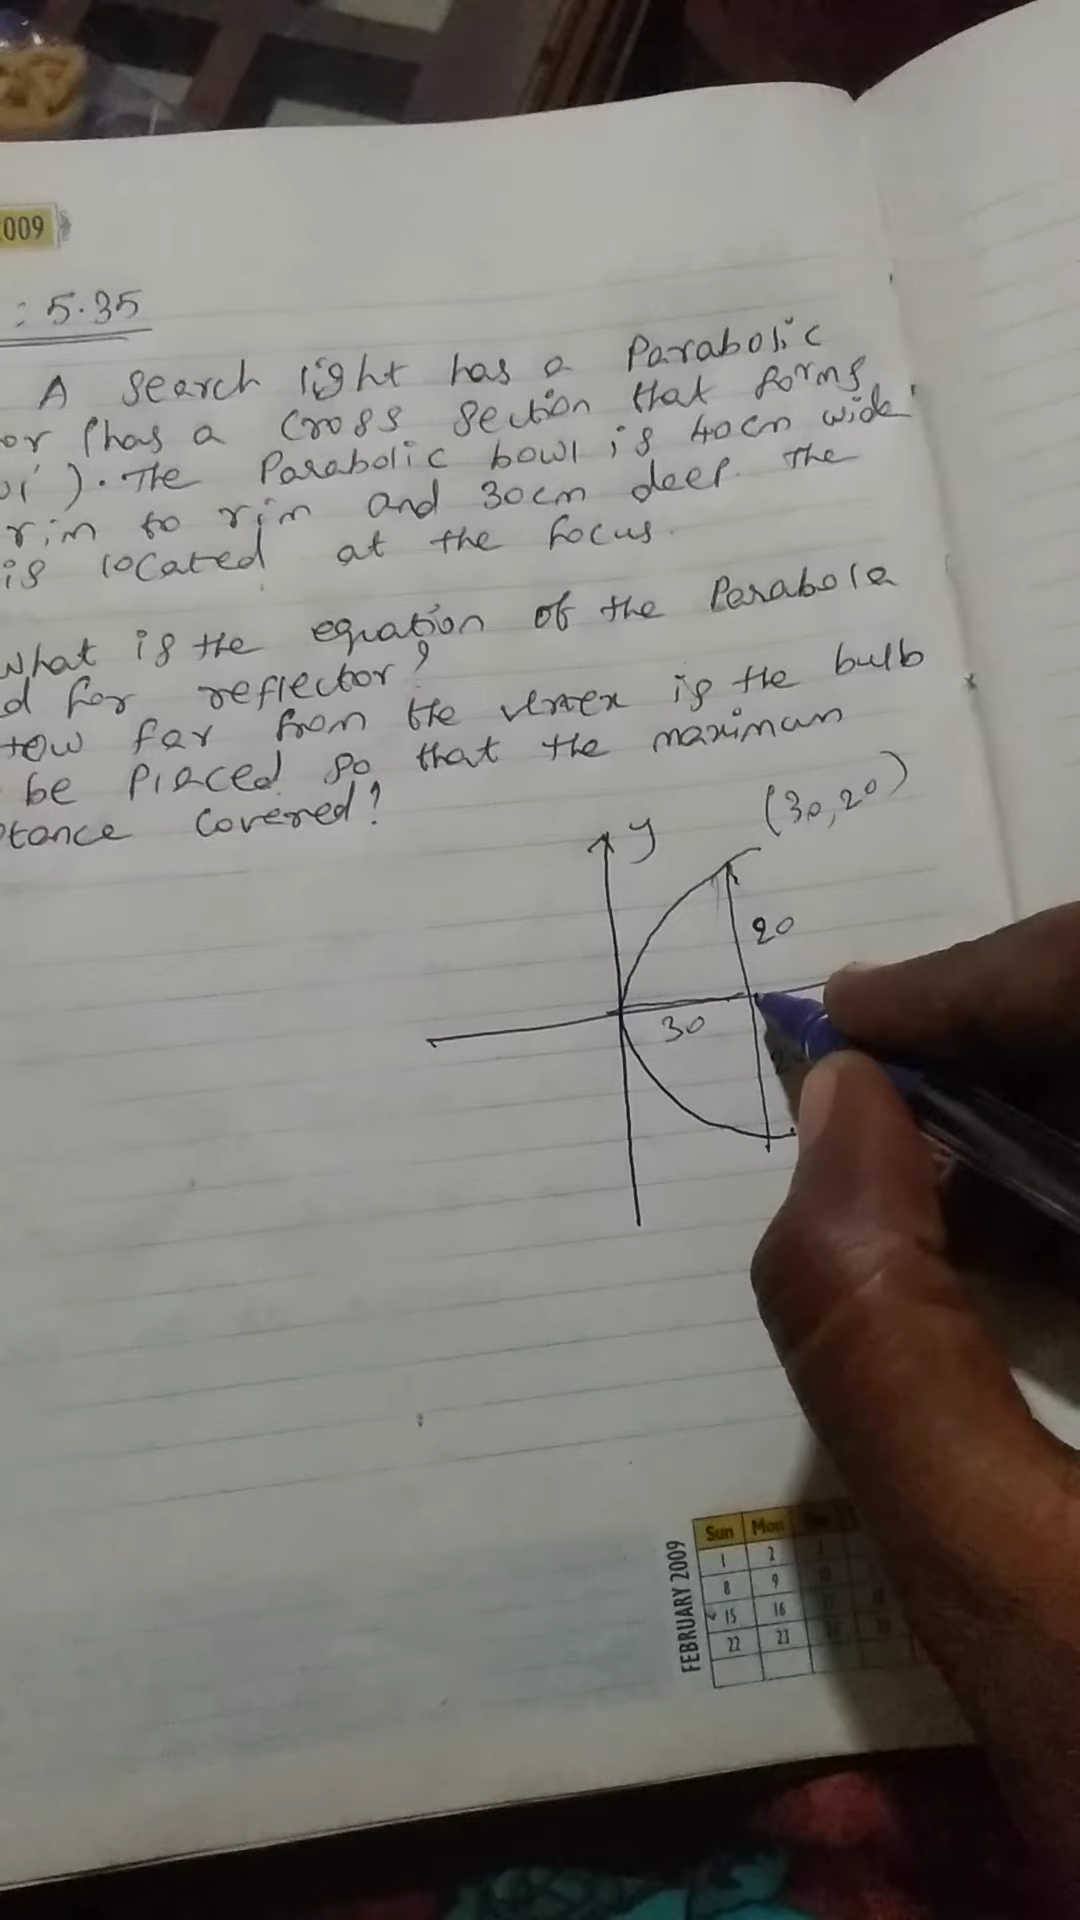 2009
: 5.35
A search light has a Parabolic
or (has a cross section that forms
). The Parabolic bowl is 40cm wide
rim to rim and 30cm deep. The
is located at the focus.
What is the equation of the Parabola
d for reflector?
How far from the vertex is the bulb
be placed so that the maximum
tance covered?
(30,20)
y
20
30
FEBRUARY 2009
Sun Mon
1 2
8 9
15 16
22 23